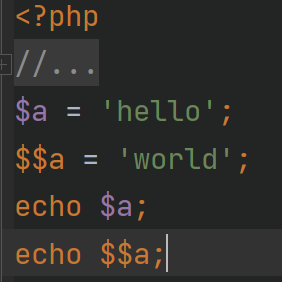 <?php
//...
$a = 'hello';
$$a = 'world';
echo $a;
echo $$a;